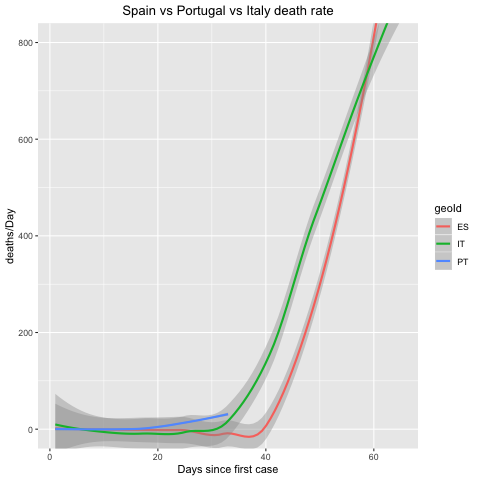 Spain vs Portugal vs Italy death rate
800
600
400
200
0
deaths/Day
0
20
40
60
Days since first case
geoId
ES
IT
PT